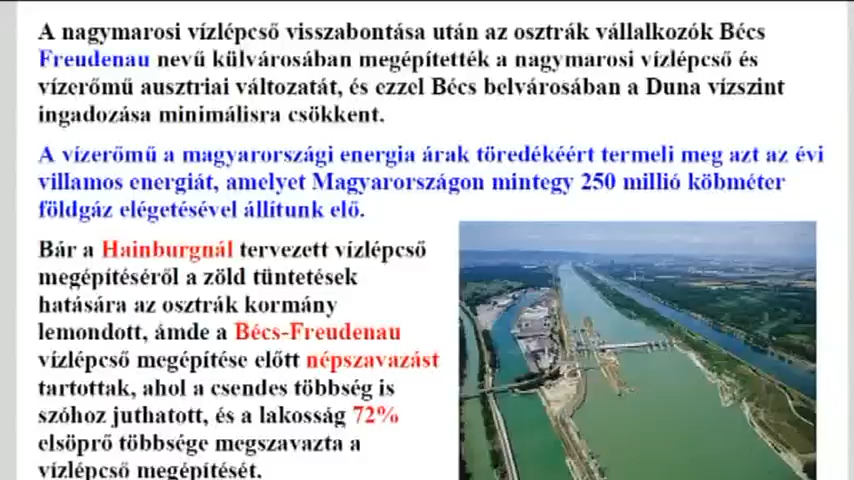 A nagymarosi vízlépcső visszabontása után az osztrák vállalkozók Bécs
Freudenau nevű külvárosában megépítették a nagymarosi vízlépcső és
vízerőmű ausztriai változatát, és ezzel Bécs belvárosában a Duna vízszint
ingadozása minimálisra csökkent.
A vízerőmű a magyarországi energia árak töredékéért termeli meg azt az évi
villamos energiát, amelyet Magyarországon mintegy 250 millió köbméter
földgáz elégetésével állítunk elő.
Bár a Hainburgnál tervezett vízlépcső
megépítéséről a zöld tüntetések
hatására az osztrák kormány
lemondott, ámde a Bécs-Freudenau
vízlépcső megépítése előtt népszavazást
tartottak, ahol a csendes többség is
szóhoz juthatott, és a lakosság 72%
elsöprő többsége megszavazta a
vízlépcső megépítését.